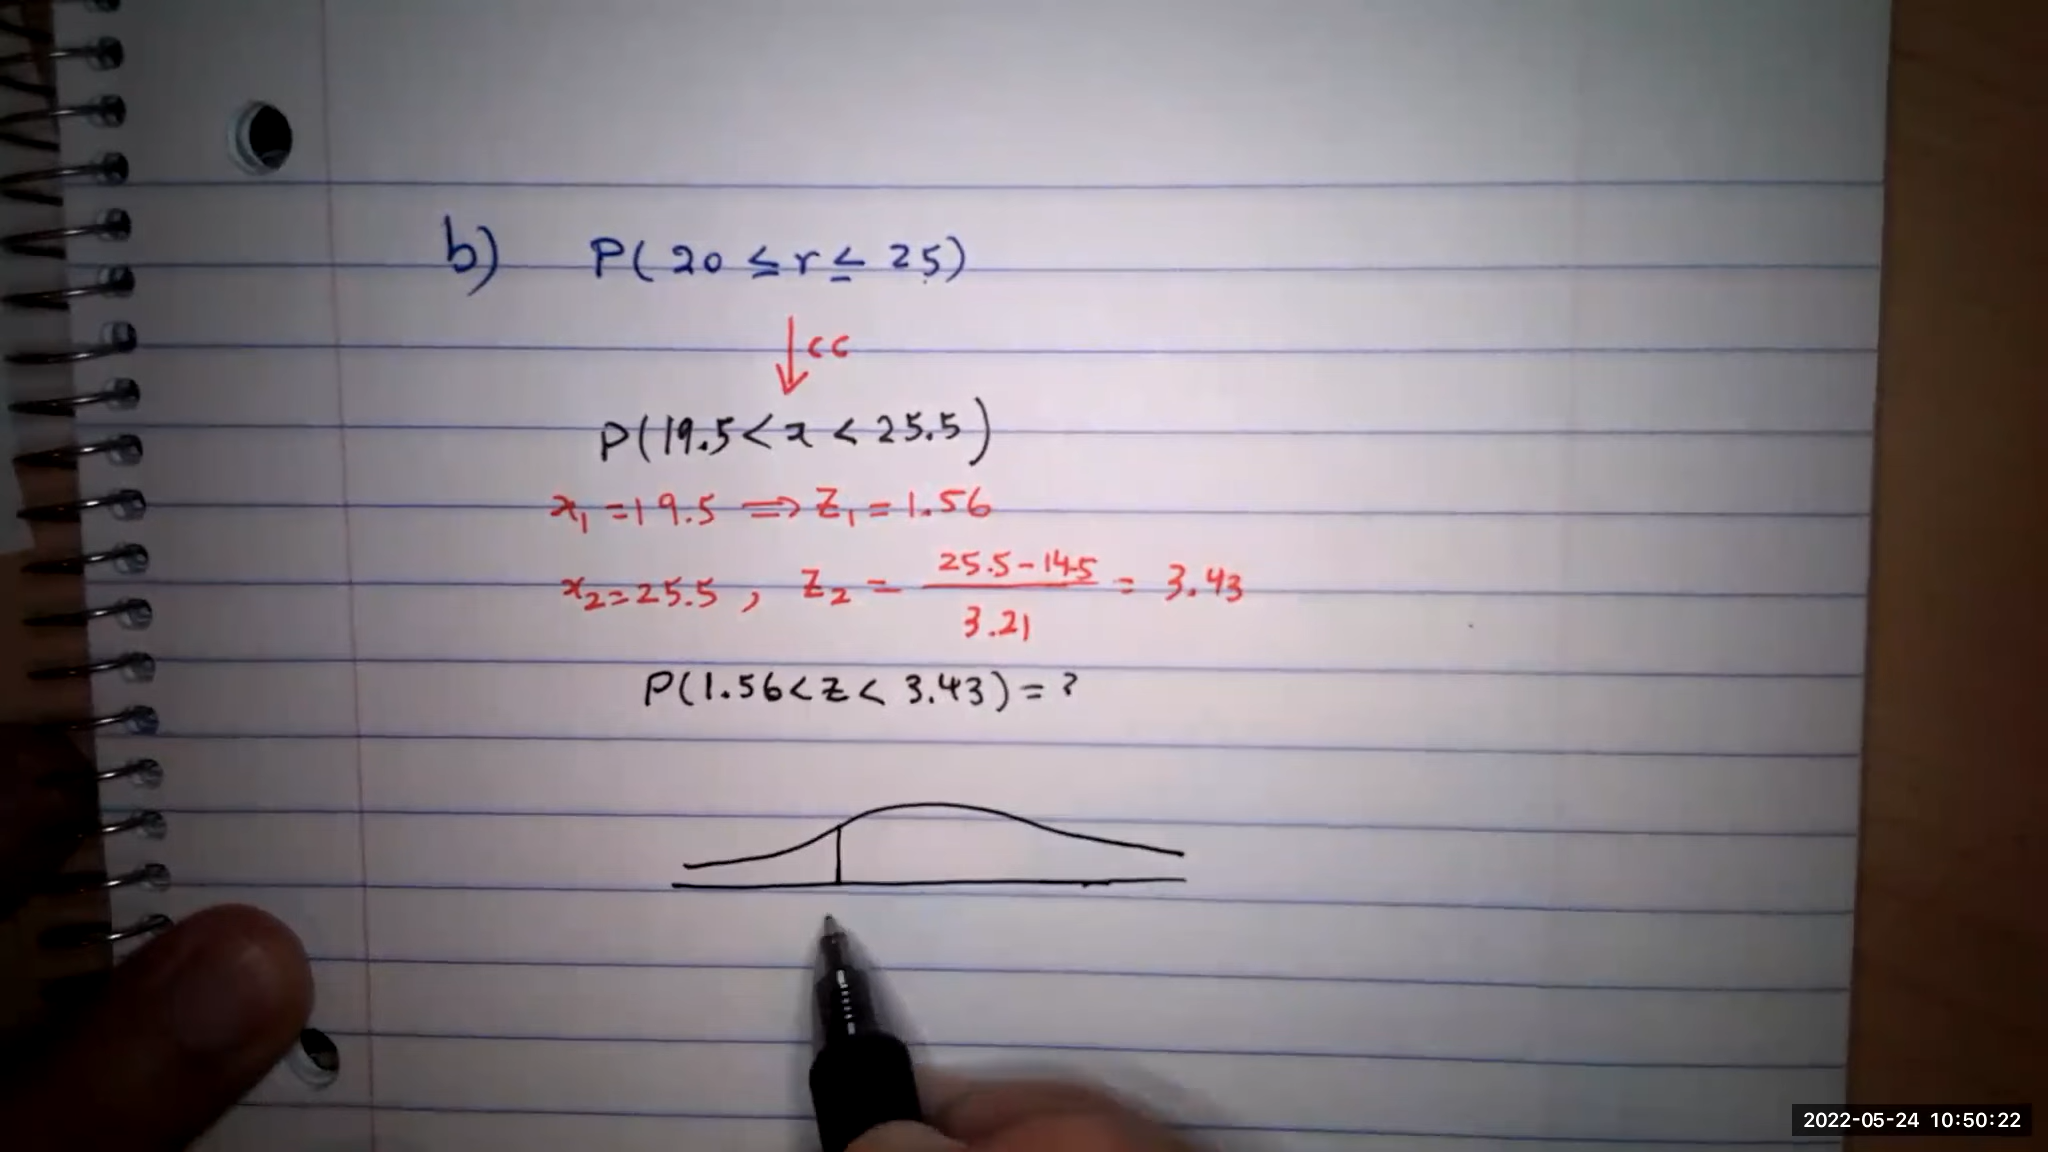 b) P( 20 ≤ r ≤ 25)
↓ cc
P(19.5 < x < 25.5)
x₁ = 19.5 ⟹ Z₁ = 1.56
x₂ = 25.5 , Z₂ = (25.5 - 14.5)/3.21 = 3.43
P(1.56 < Z < 3.43) = ?
2022-05-24 10:50:22